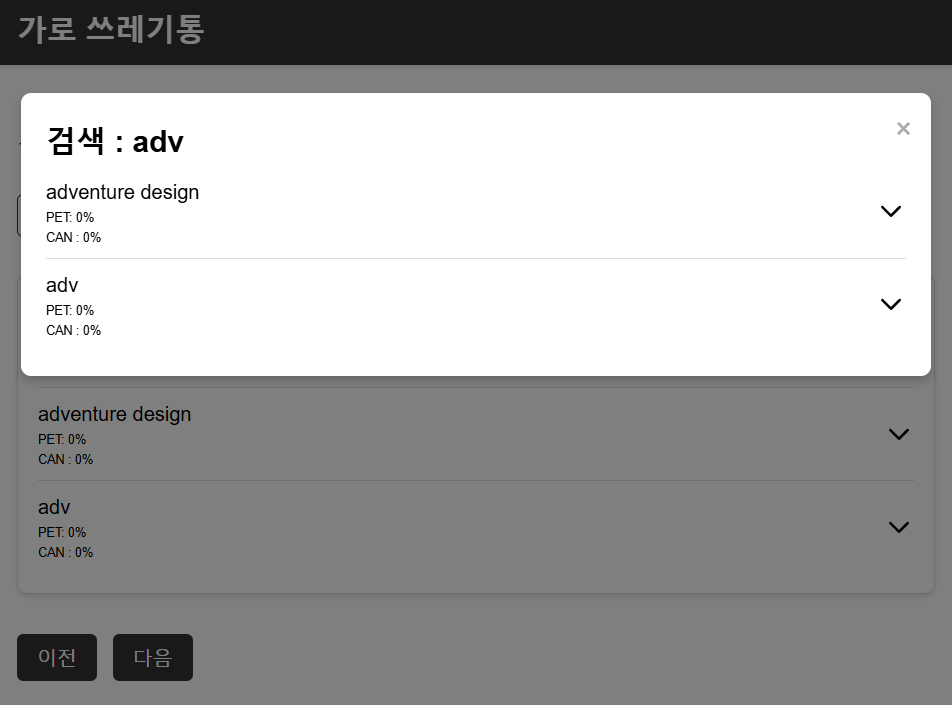 가로 쓰레기통
검색 : adv
×
adventure design
PET: 0%
CAN : 0%
adv
PET: 0%
CAN : 0%
adventure design
PET: 0%
CAN : 0%
adv
PET: 0%
CAN : 0%
이전
다음